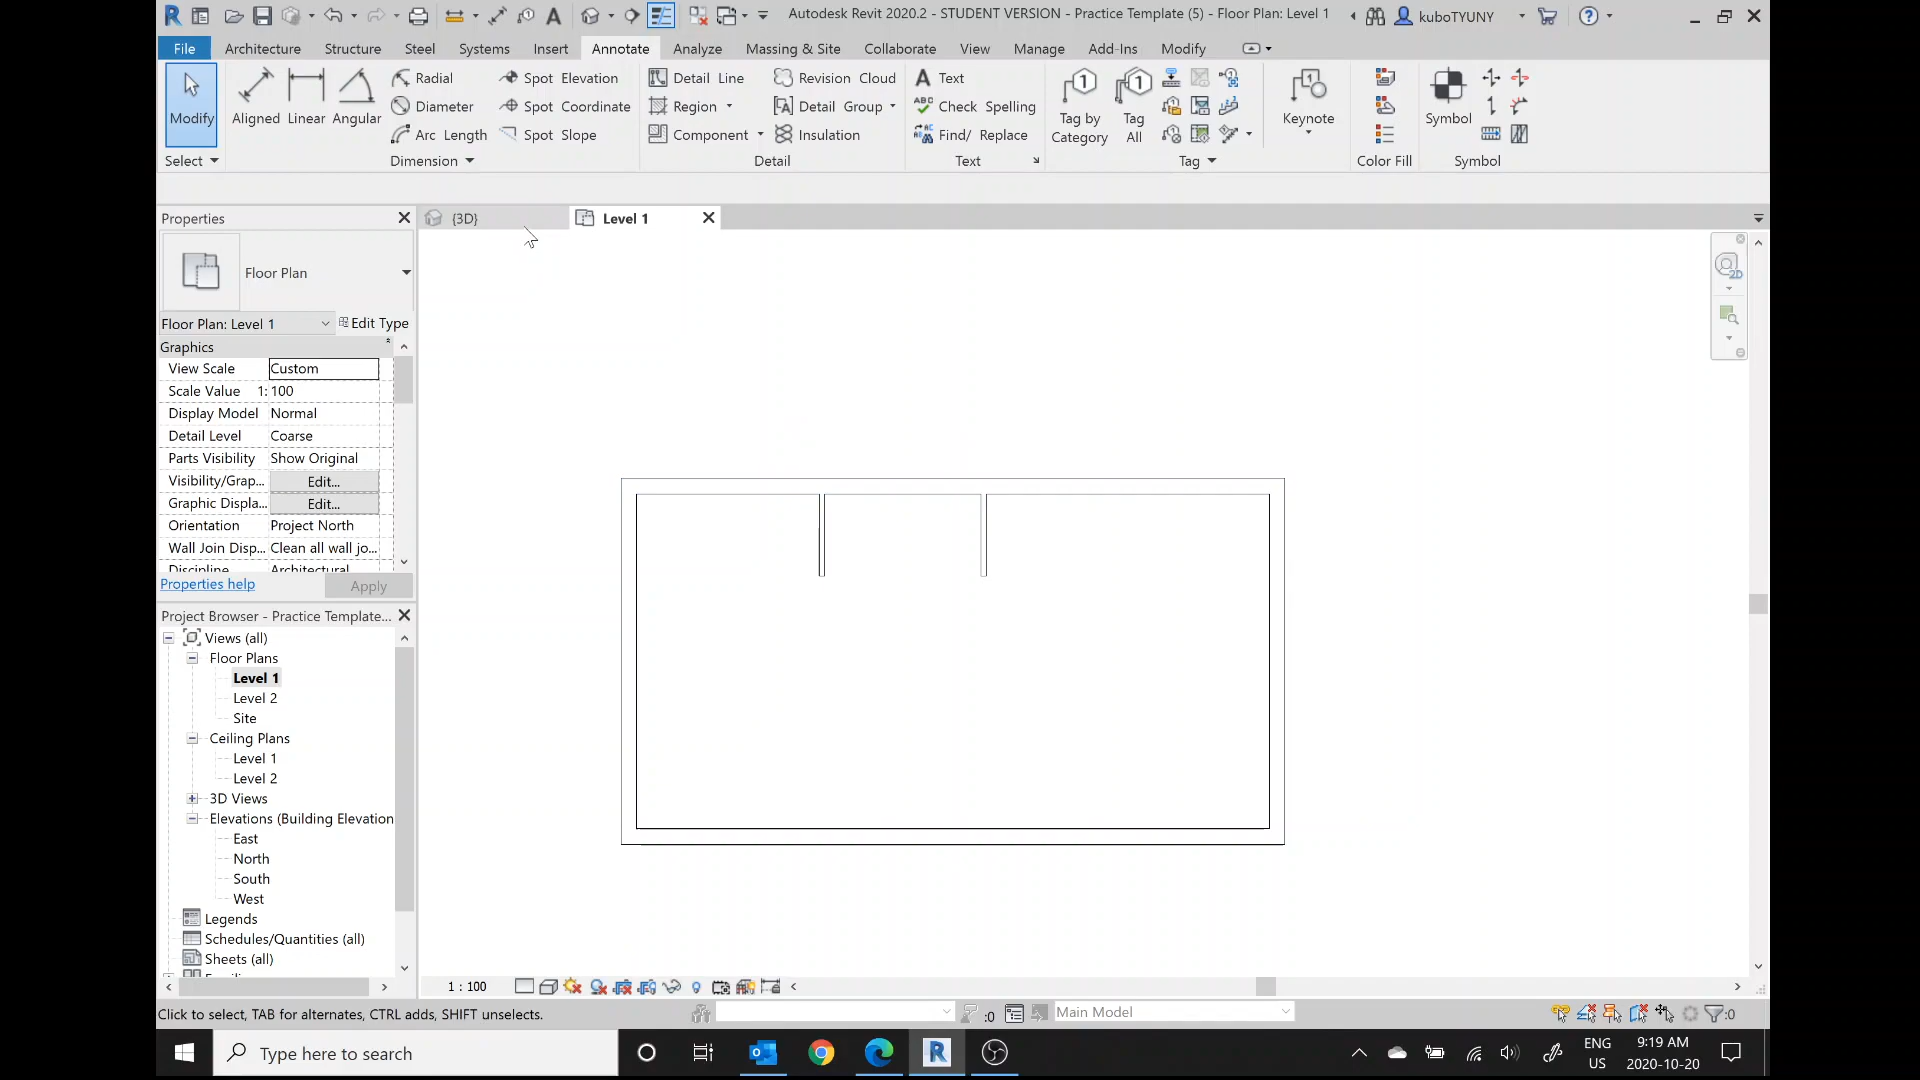 Autodesk Revit 2020.2 - STUDENT VERSION - Practice Template (5) - Floor Plan: Level 1
kuboTYUNY
File Architecture Structure Steel Systems Insert Annotate Analyze Massing & Site Collaborate View Manage Add-Ins Modify
Modify
Aligned Linear Angular
Radial
Diameter
Arc Length
Spot Elevation
Spot Coordinate
Spot Slope
Detail Line
Region
Component
Revision Cloud
Detail Group
Insulation
Text
Check Spelling
Find/ Replace
Tag by
Category
Tag
All
Keynote
Symbol
Select Dimension Detail Text Tag Color Fill Symbol
Properties
{3D}
Level 1
Floor Plan
Floor Plan: Level 1
Edit Type
Graphics
View Scale Custom
Scale Value 1: 100
Display Model Normal
Detail Level Coarse
Parts Visibility Show Original
Visibility/Grap... Edit...
Graphic Displa... Edit...
Orientation Project North
Wall Join Disp... Clean all wall jo...
Discipline Architectural
Properties help Apply
Project Browser - Practice Template...
Views (all)
Floor Plans
Level 1
Level 2
Site
Ceiling Plans
Level 1
Level 2
3D Views
Elevations (Building Elevation
East
North
South
West
Legends
Schedules/Quantities (all)
Sheets (all)
2D
1 : 100
Click to select, TAB for alternates, CTRL adds, SHIFT unselects.
:0
Main Model
:0
Type here to search
ENG
US
9:19 AM
2020-10-20